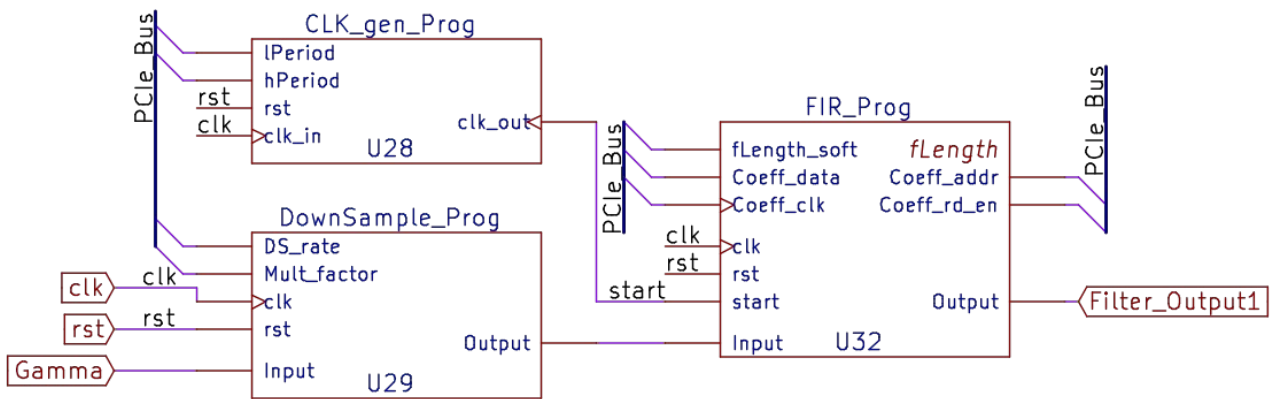 PCIe_Bus
CLK_gen_Prog
lPeriod
hPeriod
rst rst
clk clk_in
clk_out
U28
DownSample_Prog
DS_rate
Mult_factor
clk clk clk
rst rst rst
Gamma Input
Output
U29
PCIe_Bus
FIR_Prog
fLength_soft fLength
Coeff_data Coeff_addr
Coeff_clk Coeff_rd_en
clk clk
rst rst
start start Output Filter_Output1
Input
U32
PCIe_Bus